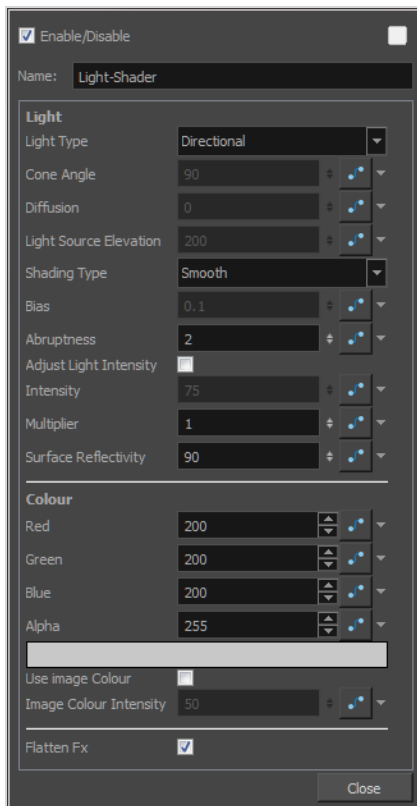 Enable/Disable
Name: Light-Shader
Light
Light Type Directional
Cone Angle 90
Diffusion 0
Light Source Elevation 200
Shading Type Smooth
Bias 0.1
Abruptness 2
Adjust Light Intensity
Intensity 75
Multiplier 1
Surface Reflectivity 90
Colour
Red 200
Green 200
Blue 200
Alpha 255
Use image Colour
Image Colour Intensity 50
Flatten Fx
Close